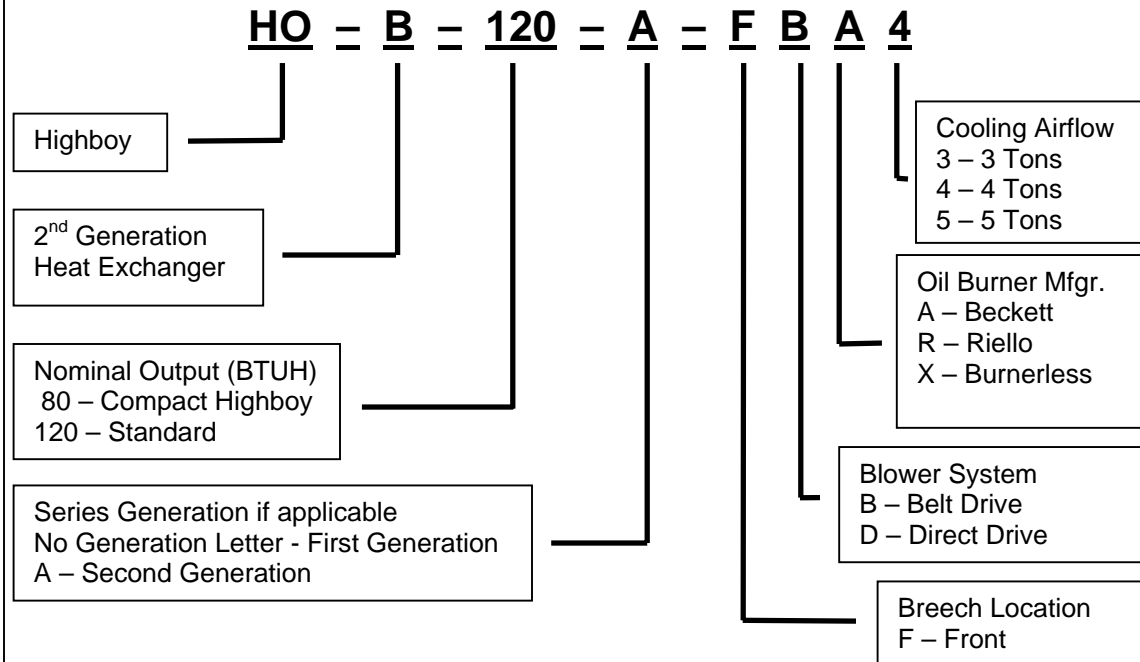 HO – B – 120 – A – F B A 4
Highboy
2nd Generation
Heat Exchanger
Nominal Output (BTUH)
80 – Compact Highboy
120 – Standard
Series Generation if applicable
No Generation Letter - First Generation
A – Second Generation
Cooling Airflow
3 – 3 Tons
4 – 4 Tons
5 – 5 Tons
Oil Burner Mfgr.
A – Beckett
R – Riello
X – Burnerless
Blower System
B – Belt Drive
D – Direct Drive
Breech Location
F – Front